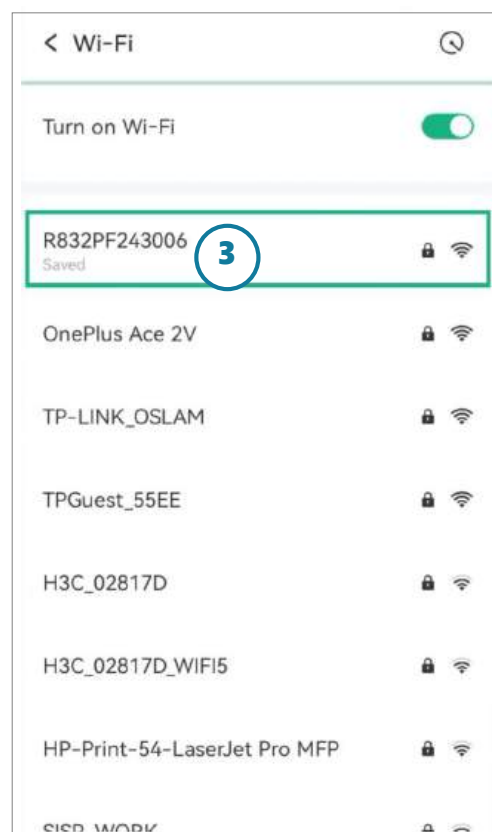 < Wi-Fi
Turn on Wi-Fi
R832PF243006
Saved
3
OnePlus Ace 2V
TP-LINK_OSLAM
TPGuest_55EE
H3C_02817D
H3C_02817D_WIFI5
HP-Print-54-LaserJet Pro MFP